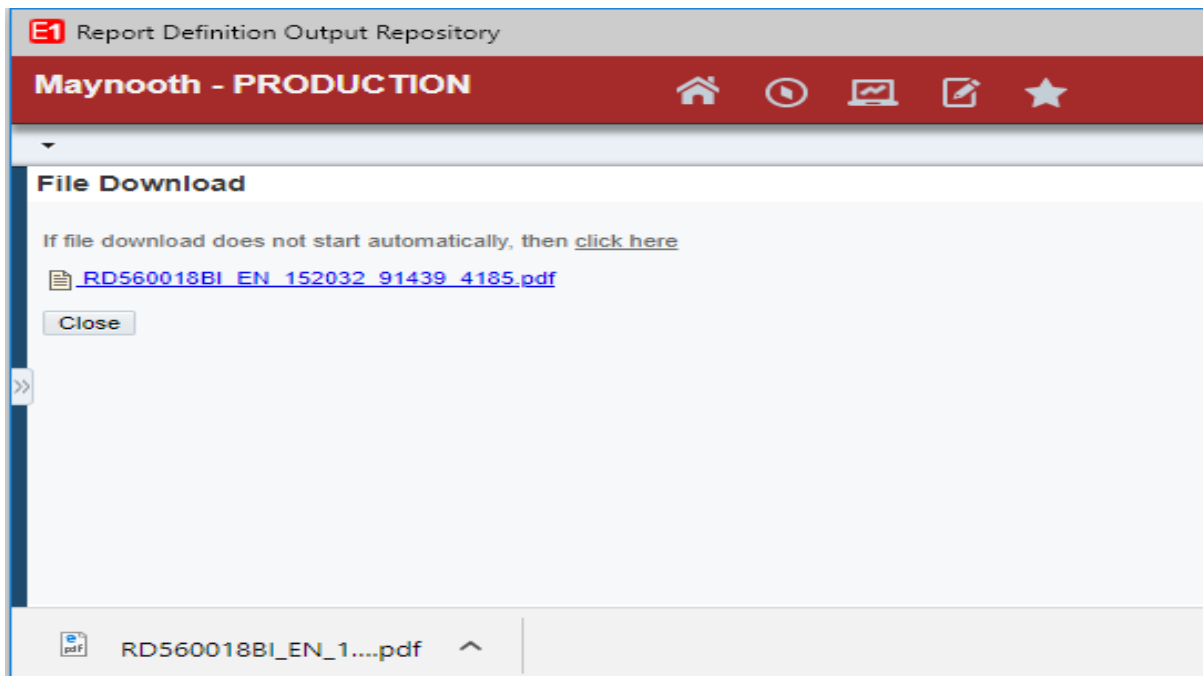 E1 Report Definition Output Repository
Maynooth - PRODUCTION
File Download
If file download does not start automatically, then click here
RD560018BI_EN_152032_91439_4185.pdf
Close
RD560018BI_EN_1....pdf